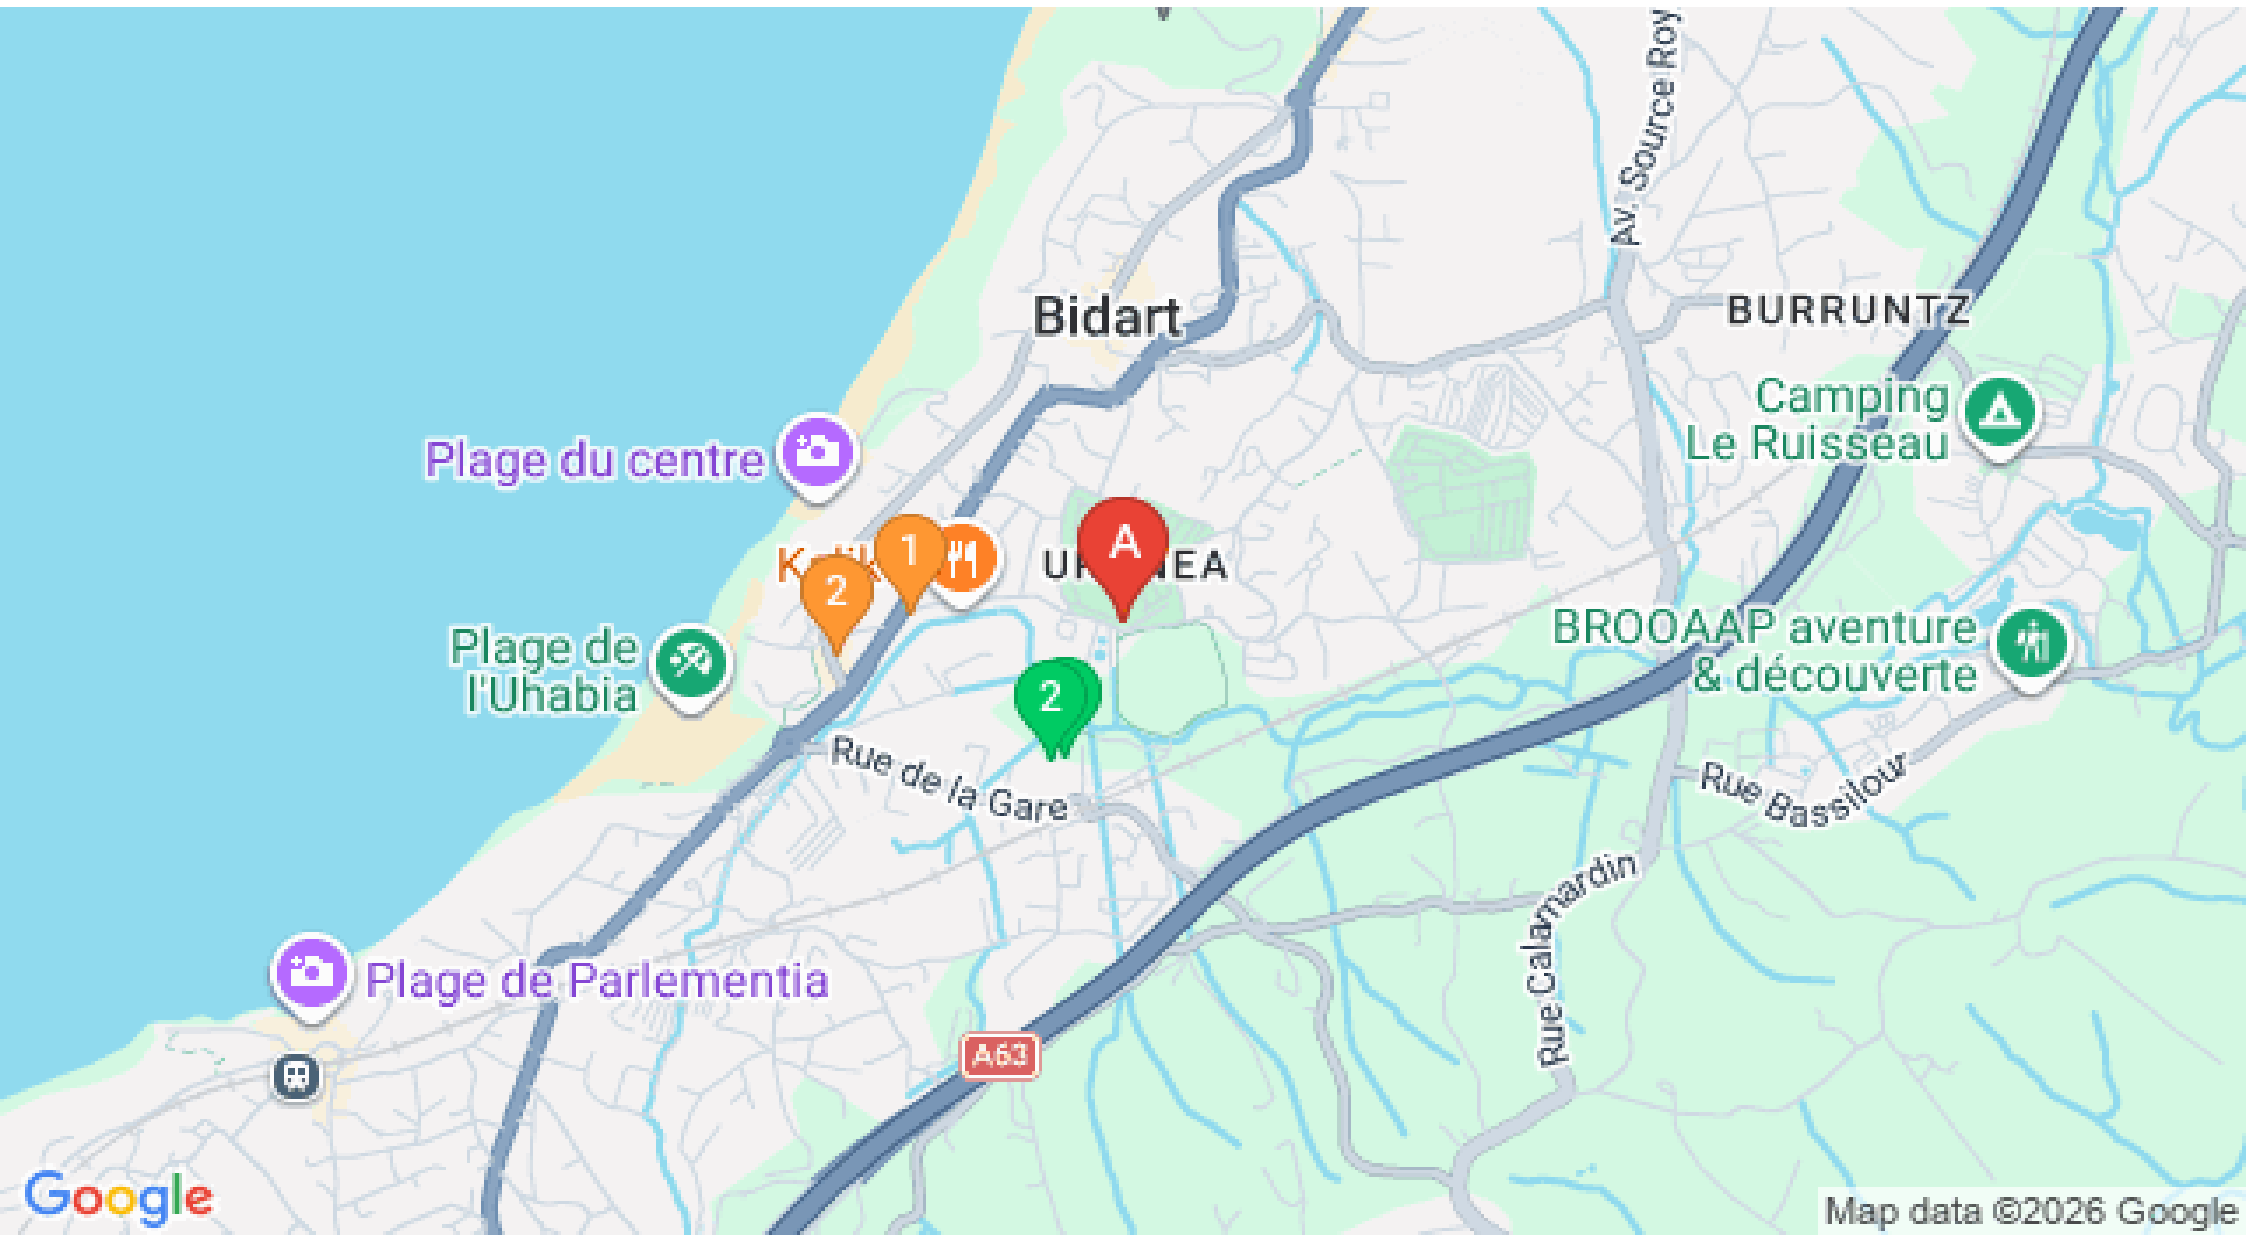 Av. Source Roy
Bidart
BURRUNTZ
Camping
Le Ruisseau
Plage du centre
1
A
2
BROOAAP aventure
& découverte
Plage de
l'Uhabia
2
Rue de la Gare
Rue Bassilour
Rue Calamardin
Plage de Parlementia
A63
Google
Map data ©2026 Google